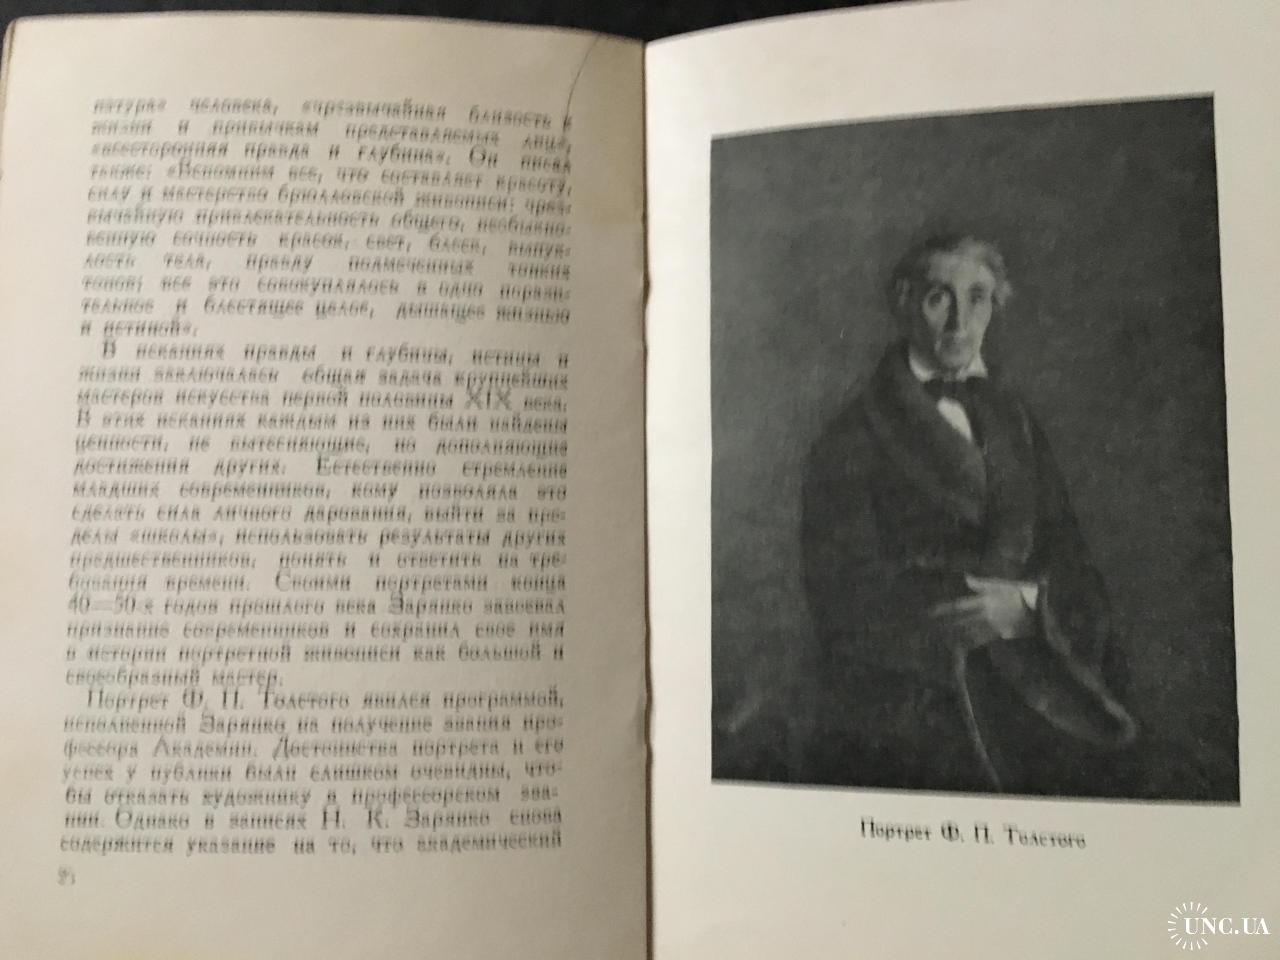 натура» человека, «чрезвычайная близость к
жизни и привычкам представляемых лиц»,
«всесторонняя правда и глубина». Он писал
также: «Вспомним все, что составляет красоту,
силу и мастерство брюлловской живописи: чрез-
вычайную привлекательность общего, необыкно-
венную сочность красок, свет, блеск, выпук-
лость тела, правду подмеченных тонких
тонов; все это совокуплялось в одно порази-
тельное и блестящее целое, дышащее жизнью
и истиной».
В исканиях правды и глубины, истины и
жизни заключалась общая задача крупнейших
мастеров искусства первой половины XIX века.
В этих исканиях каждым из них были найдены
ценности, не вытесняющие, но дополняющие
достижения других. Естественно стремление
младших современников, кому позволяла это
сделать сила личного дарования, выйти за пре-
делы «школы», использовать результаты других
предшественников, понять и ответить на тре-
бования времени. Своими портретами конца
40—50-х годов прошлого века Зарянко завоевал
признание современников и сохранил свое имя
в истории портретной живописи как большой и
своеобразный мастер.
Портрет Ф. П. Толстого явился программой,
исполненной Зарянко на получение звания про-
фессора Академии. Достоинства портрета и его
успех у публики были слишком очевидны, что-
бы отказать художнику в профессорском зва-
нии. Однако в записях Н. К. Зарянко снова
содержится указание на то, что академический
Портрет Ф. П. Толстого
UNC.UA